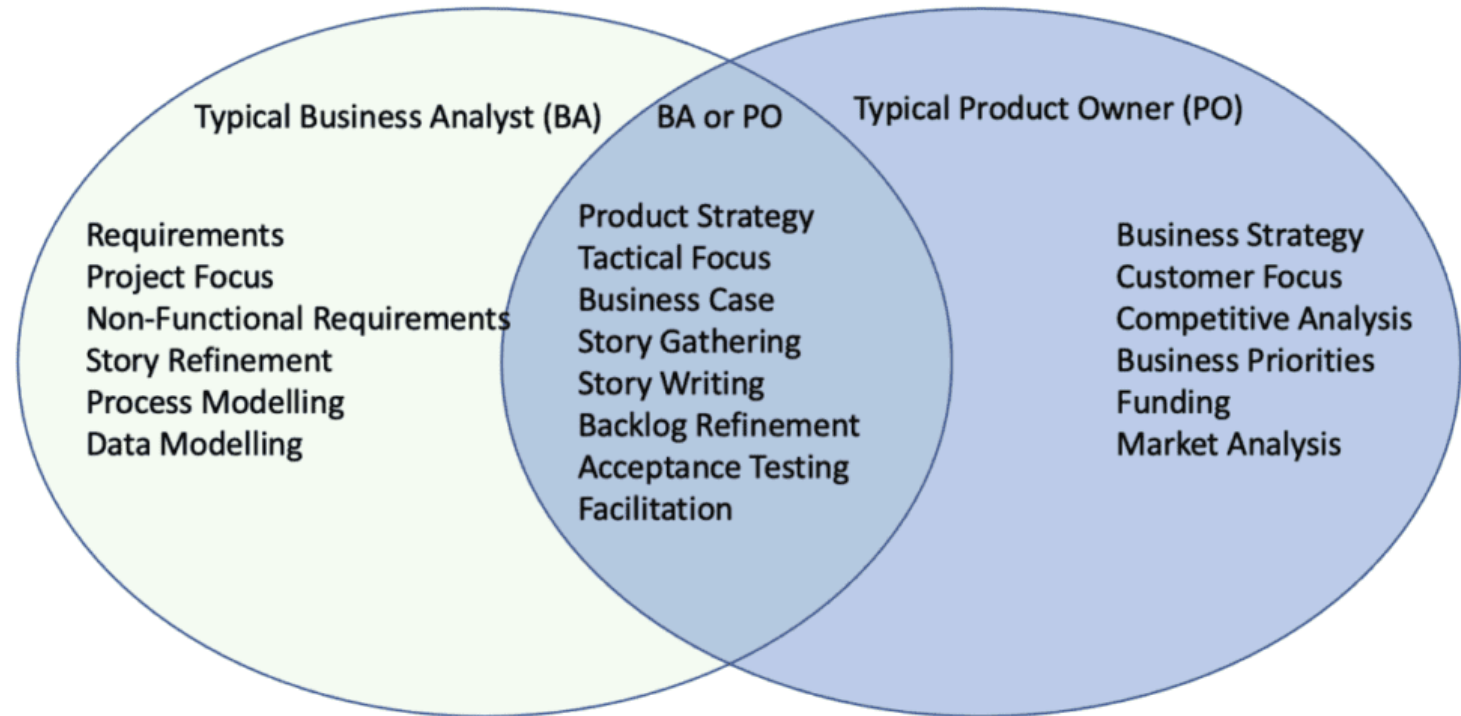 Typical Business Analyst (BA)
BA or PO
Typical Product Owner (PO)
Requirements
Project Focus
Non-Functional Requirements
Story Refinement
Process Modelling
Data Modelling
Product Strategy
Tactical Focus
Business Case
Story Gathering
Story Writing
Backlog Refinement
Acceptance Testing
Facilitation
Business Strategy
Customer Focus
Competitive Analysis
Business Priorities
Funding
Market Analysis